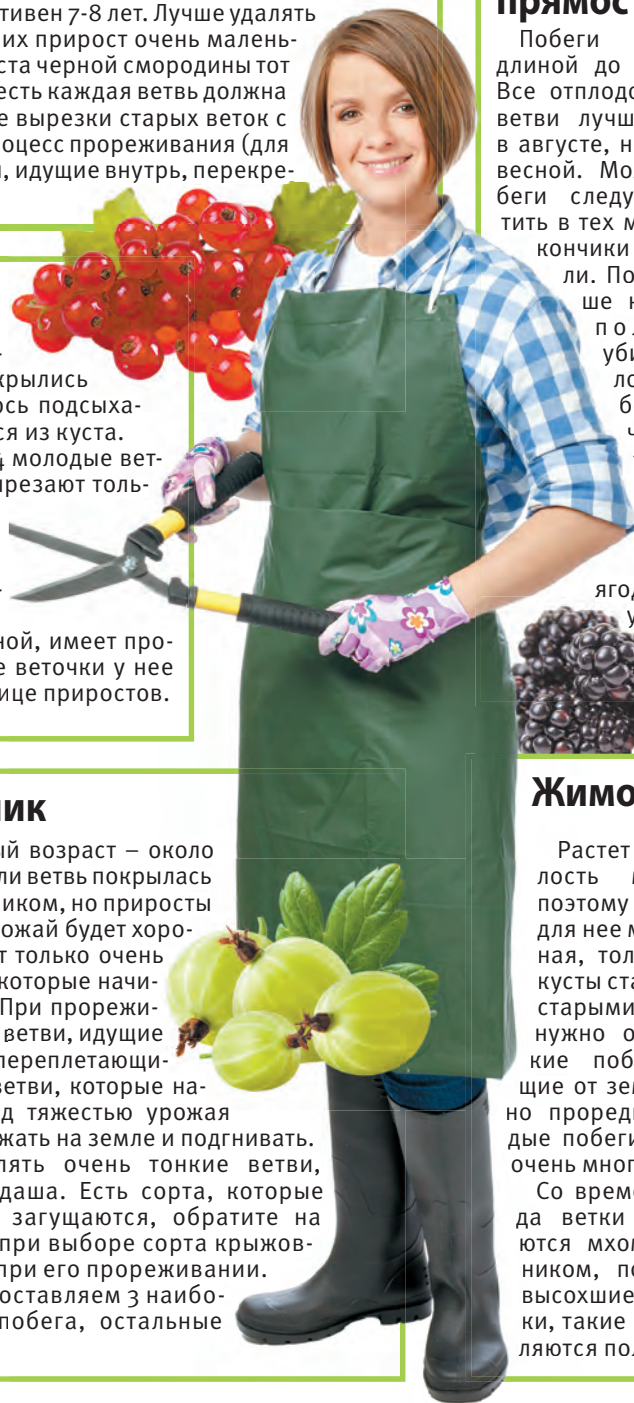 тивен 7-8 лет. Лучше удалять
их прирост очень малень-
ста черной смородины тот
есть каждая ветвь должна
е вырезки старых веток с
оцесс прореживания (для
, идущие внутрь, перекре-
крылись
ось подсыха-
ся из куста.
4 молодые вет-
ырезают толь-
ной, имеет про-
е веточки у нее
ице приростов.
ник
ый возраст – около
ли ветвь покрылась
иком, но приросты
ожай будет хоро-
т только очень
которые начи-
При прорежи-
ветви, идущие
переплетающи-
ветви, которые на-
д тяжестью урожая
жать на земле и подгнивать.
лять очень тонкие ветви,
даша. Есть сорта, которые
загущаются, обратите на
при выборе сорта крыжов-
при его прореживании.
оставляем 3 наибо-
побега, остальные
прямос
Побеги
длиной до
Все отплодо
ветви лучш
в августе, н
весной. Мо
беги следу
тить в тех м
кончики
ли. По
ше н
пол
уби
ло
б
ч
ягод
у
Жимо
Растет
лость м
поэтому
для нее м
ная, тол
кусты ста
старыми
нужно о
кие поб
щие от зем
но прореди
дые побеги
очень мног
Со време
да ветки
ются мхом
ником, по
высохшие
ки, такие
ляются пол